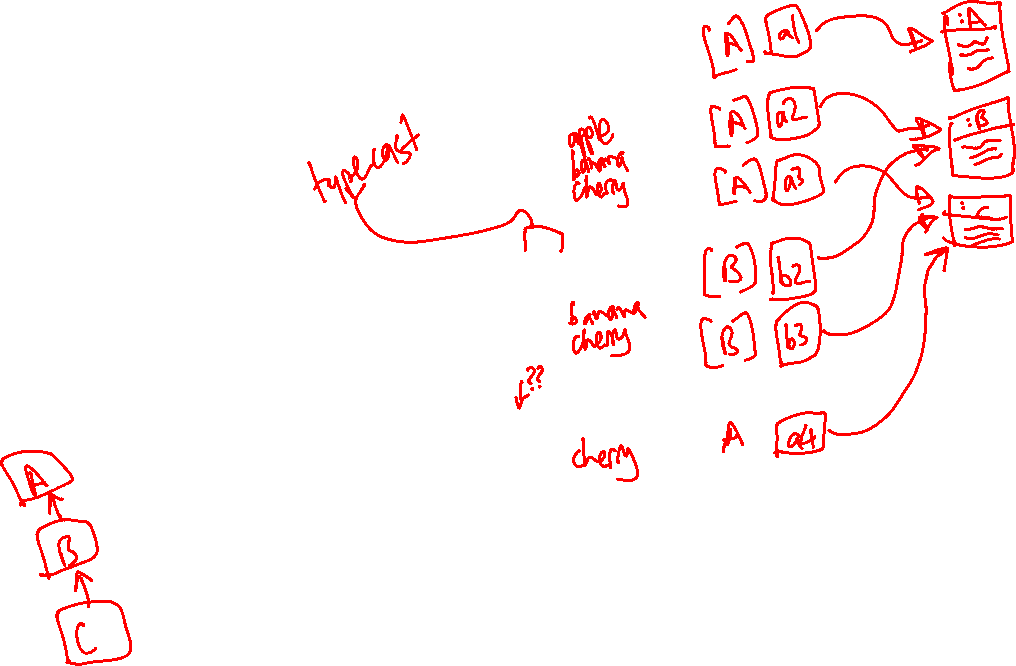 [A] a1
:A
typecast
apple
banana
cherry
[A] a2
:B
[A] a3
:C
[B] b2
banana
cherry
[B] b3
??
cherry
A a4
A
B
C